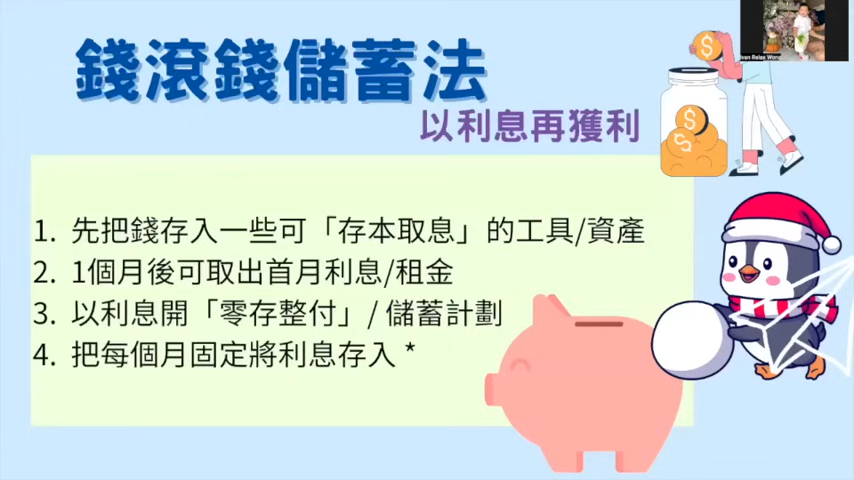 錢滾錢儲蓄法
以利息再獲利
1. 先把錢存入一些可「存本取息」的工具/資產
2. 1個月後可取出首月利息/租金
3. 以利息開「零存整付」/ 儲蓄計劃
4. 把每個月固定將利息存入 *
van Relax Wong